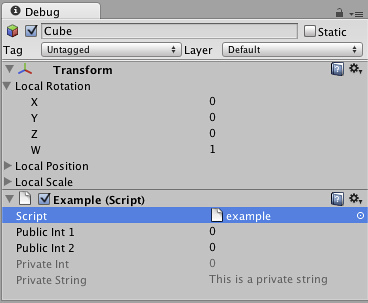 Debug
Cube Static
Tag Untagged Layer Default
Transform
Local Rotation
X 0
Y 0
Z 0
W 1
Local Position
Local Scale
Example (Script)
Script example
Public Int 1 0
Public Int 2 0
Private Int 0
Private String This is a private string